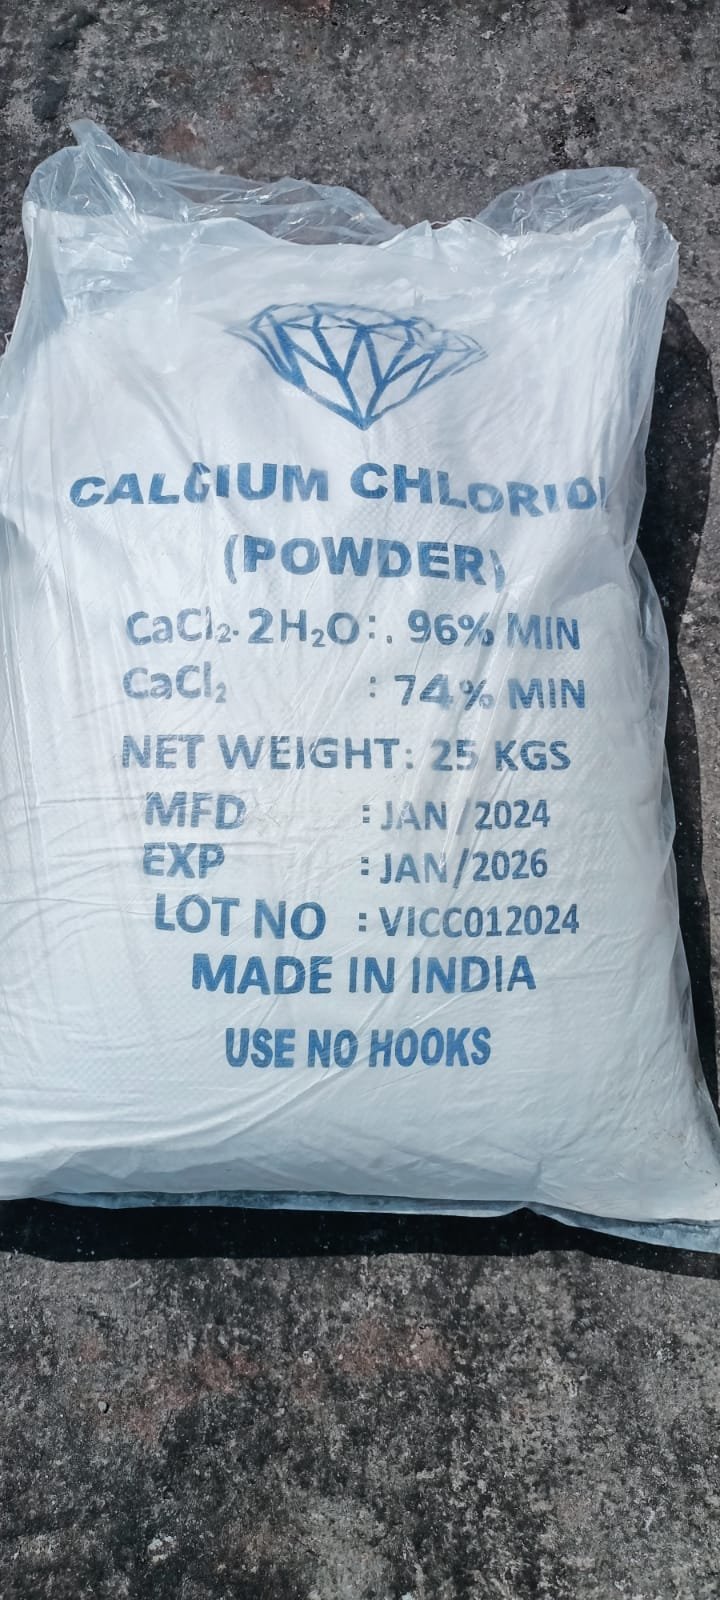 CALCIUM CHLORIDE
(POWDER)
CaCl₂.2H₂O:. 96% MIN
CaCl₂ : 74% MIN
NET WEIGHT: 25 KGS
MFD : JAN/2024
EXP : JAN/2026
LOT NO : VICC012024
MADE IN INDIA
USE NO HOOKS